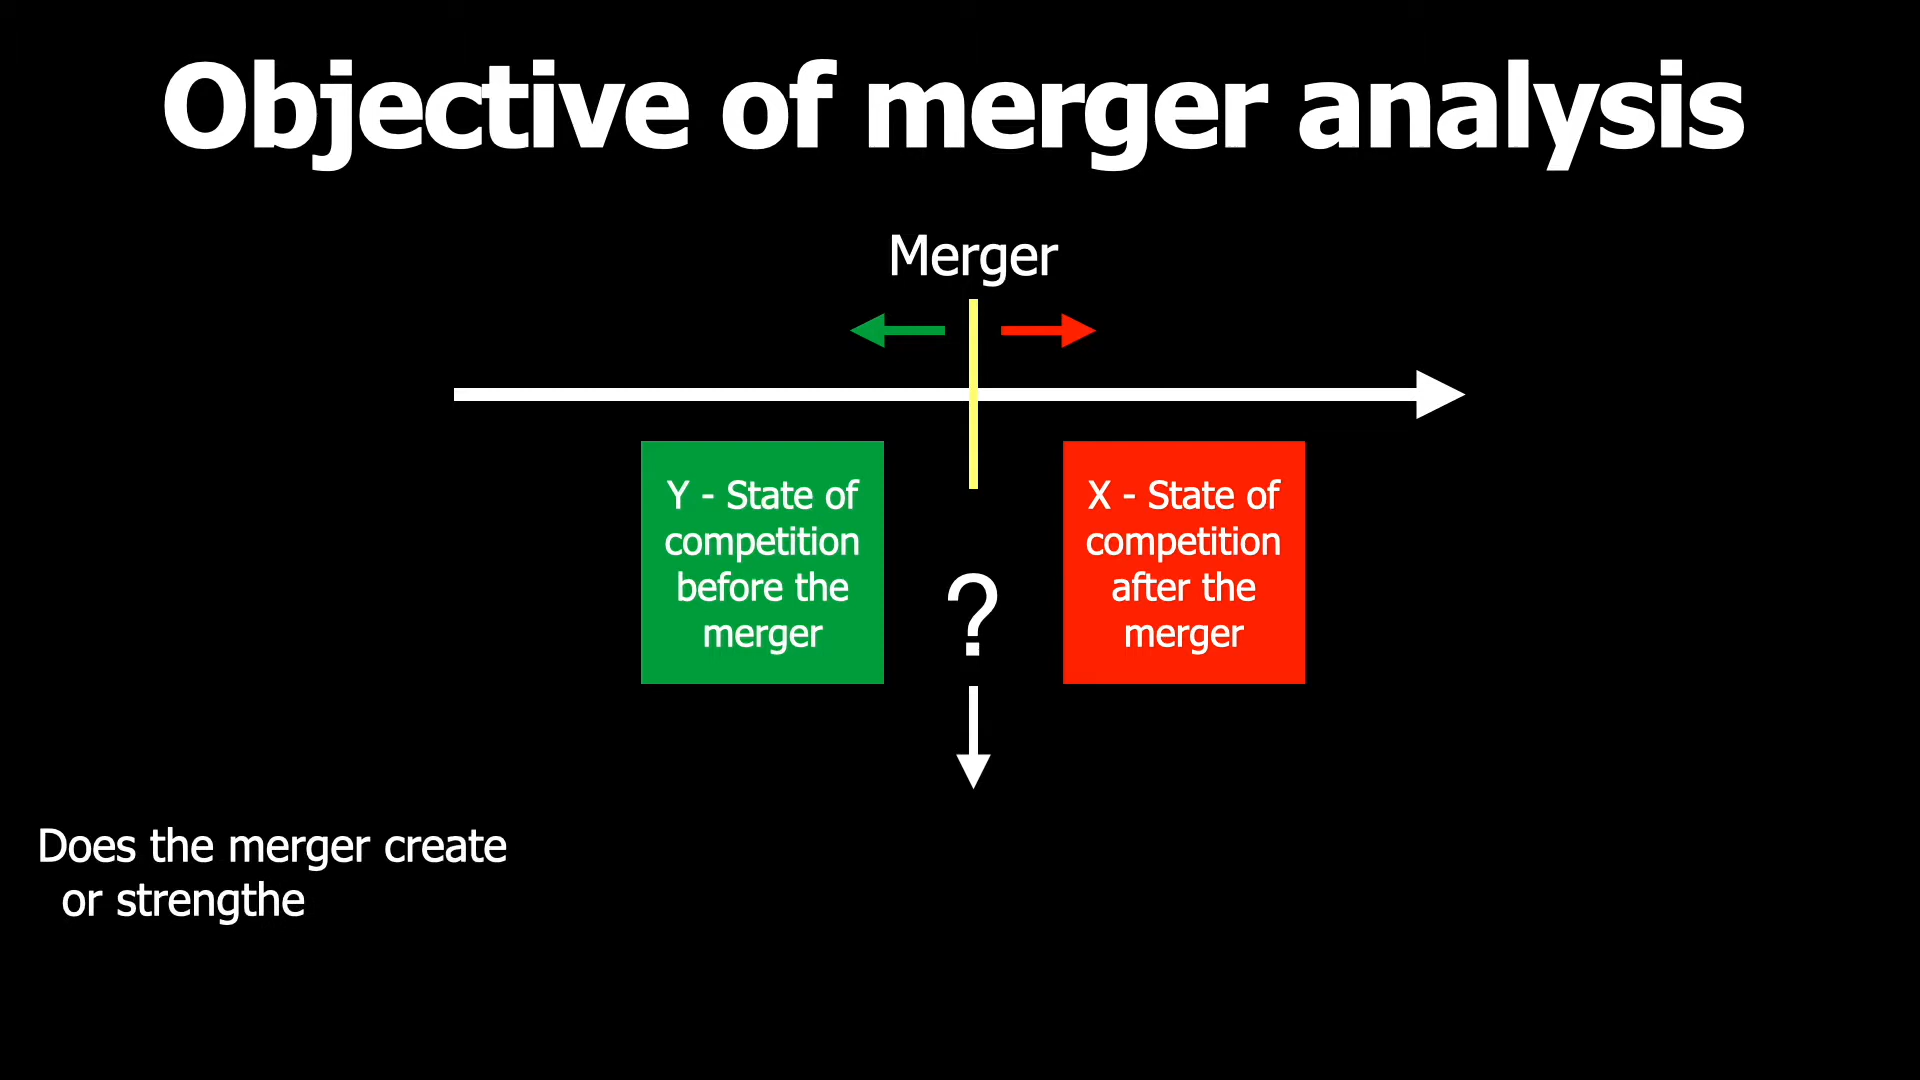 Objective of merger analysis
Merger
Y - State of
competition
before the
merger
?
X - State of
competition
after the
merger
Does the merger create
or strengthe